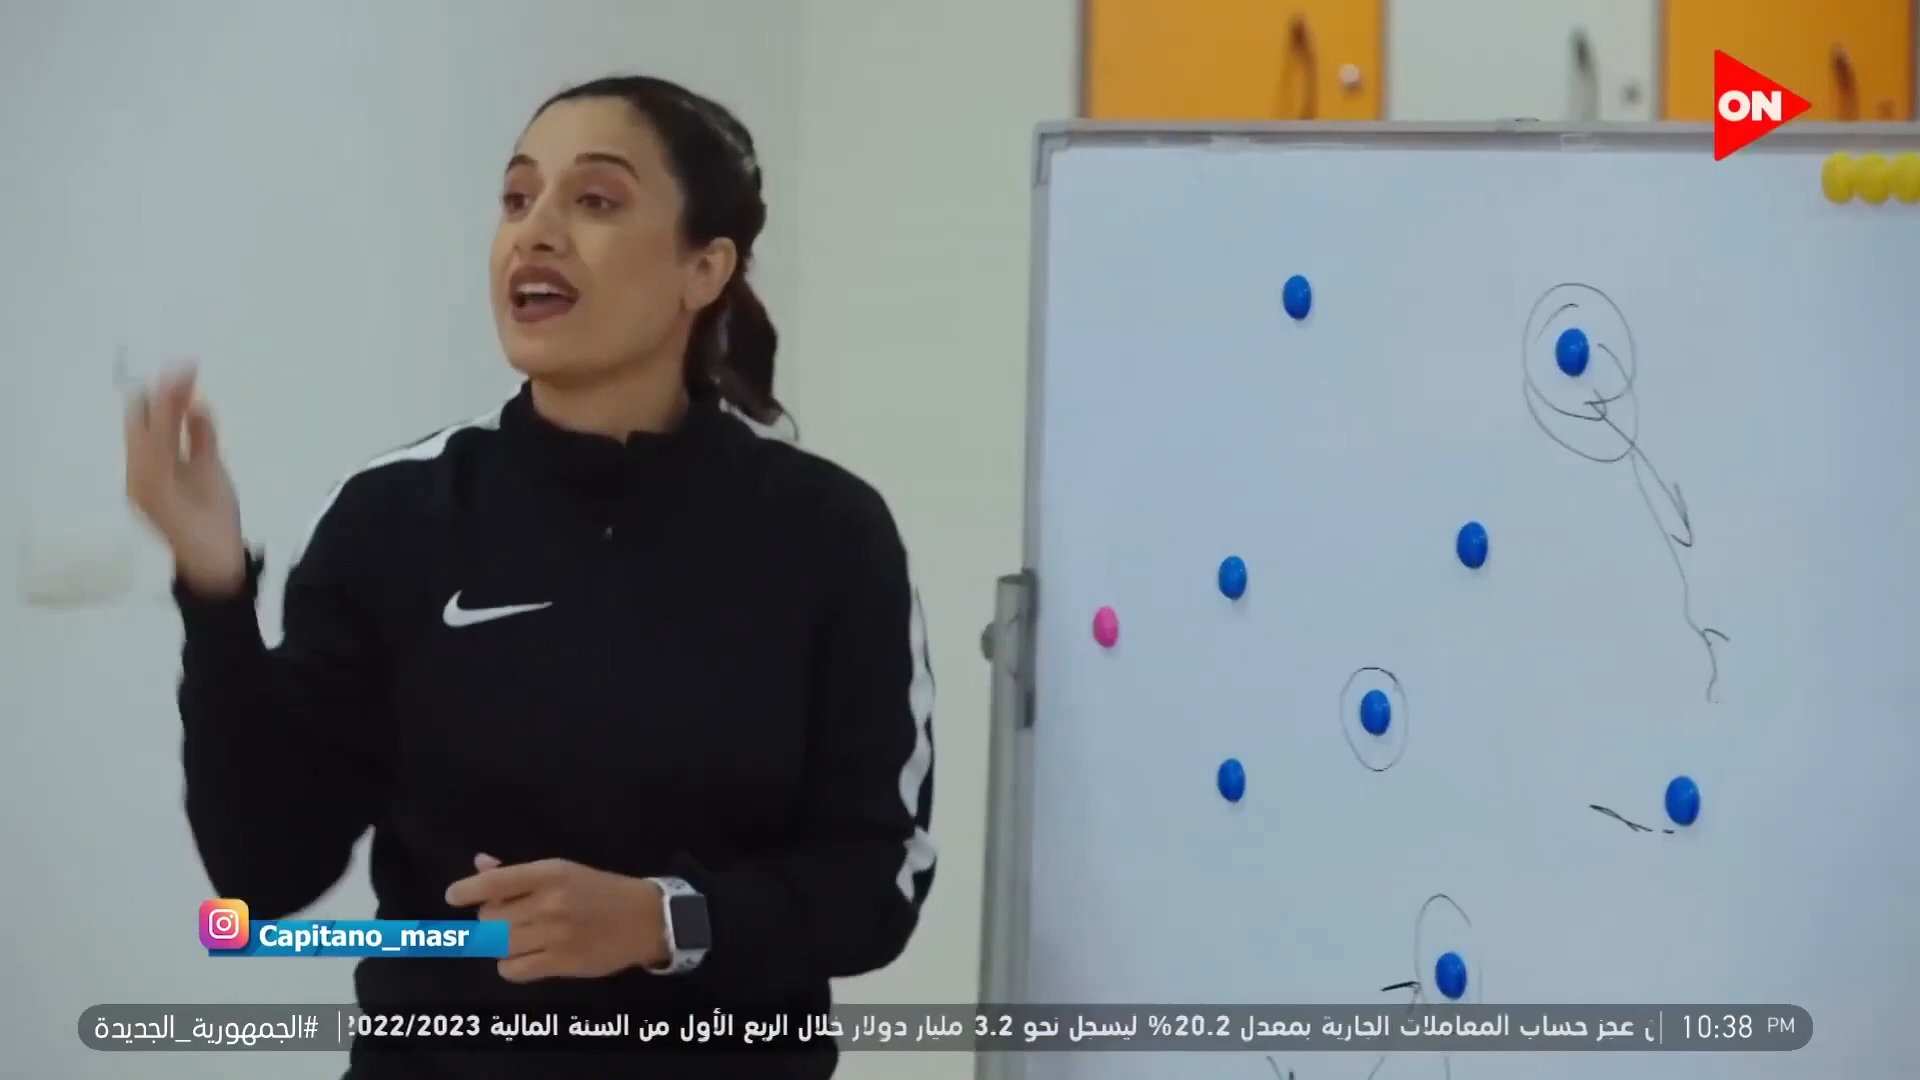 ON
Capitano_masr
#الجمهورية_الجديدة
عجز حساب المعاملات الجارية بمعدل 20.2% ليسجل نحو 3.2 مليار دولار خلال الربع الأول من السنة المالية 2022/2023
10:38 PM